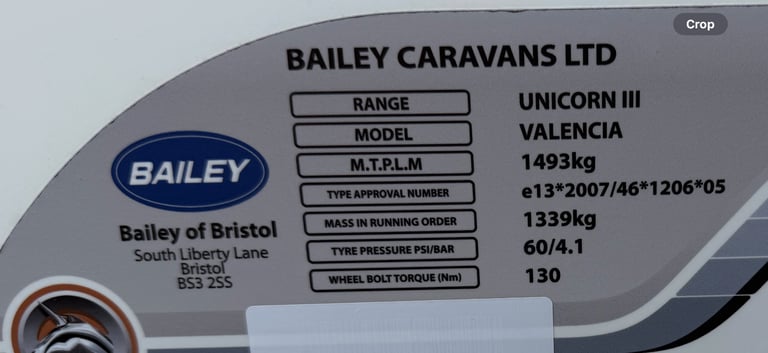 Crop
BAILEY CARAVANS LTD
RANGE UNICORN III
MODEL VALENCIA
M.T.P.L.M 1493kg
TYPE APPROVAL NUMBER e13*2007/46*1206*05
MASS IN RUNNING ORDER 1339kg
TYRE PRESSURE PSI/BAR 60/4.1
WHEEL BOLT TORQUE (Nm) 130
BAILEY
Bailey of Bristol
South Liberty Lane
Bristol
BS3 2SS